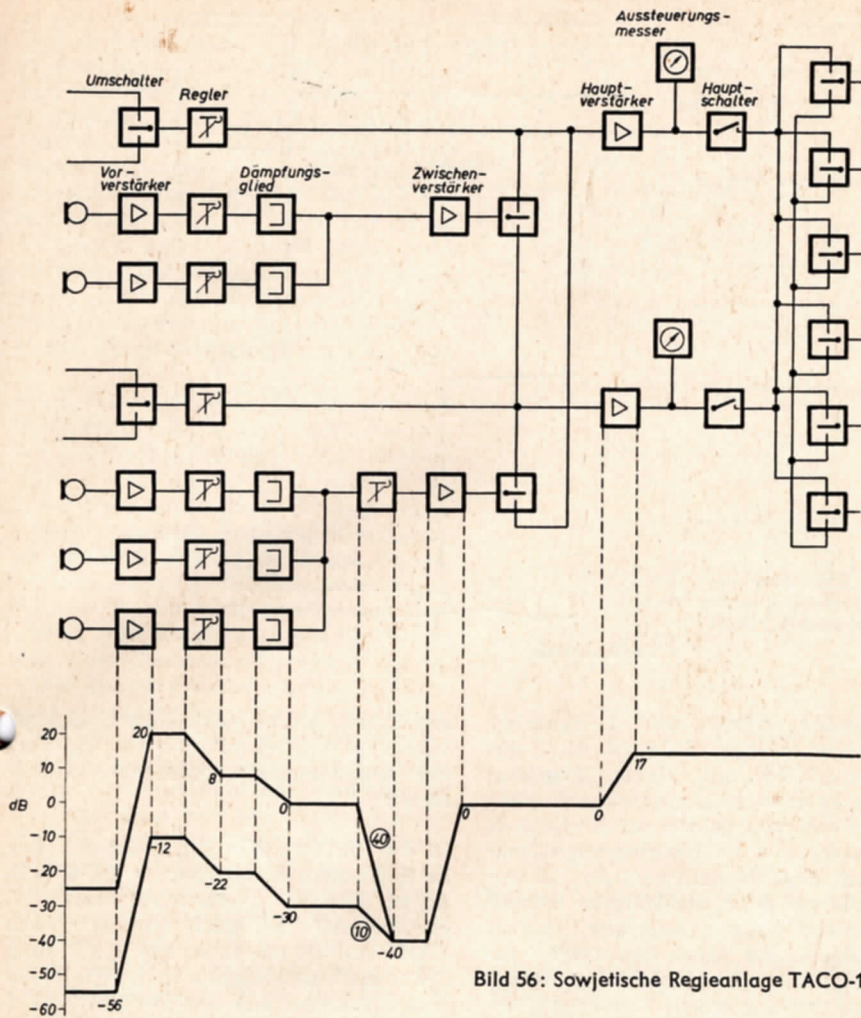 Aussteuerungs-
messer
Umschalter
Regler
Haupt-
verstärker
Haupt-
schalter
Vor-
verstärker
Dämpfungs-
glied
Zwischen-
verstärker
20
10
0
-10
-20
-30
-40
-50
-60
dB
20
8
0
40
0
0
17
-12
-22
-30
10
-40
-56
Bild 56: Sowjetische Regieanlage TACO-1